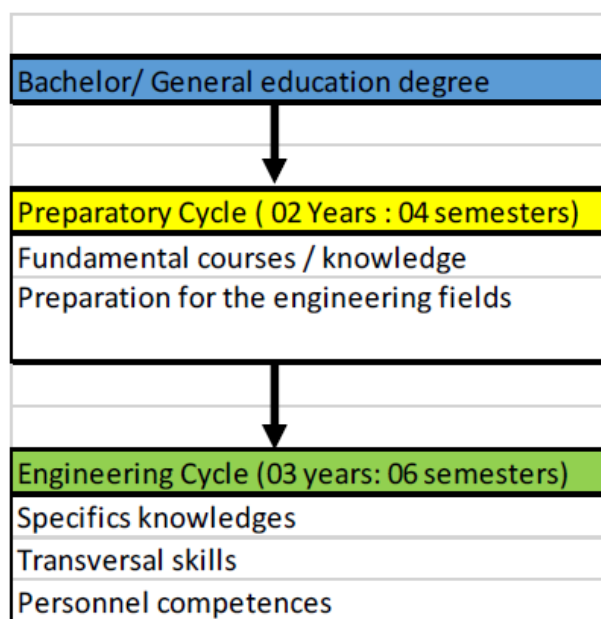 Bachelor/ General education degree
Preparatory Cycle ( 02 Years : 04 semesters)
Fundamental courses / knowledge
Preparation for the engineering fields
Engineering Cycle (03 years: 06 semesters)
Specifics knowledges
Transversal skills
Personnel competences